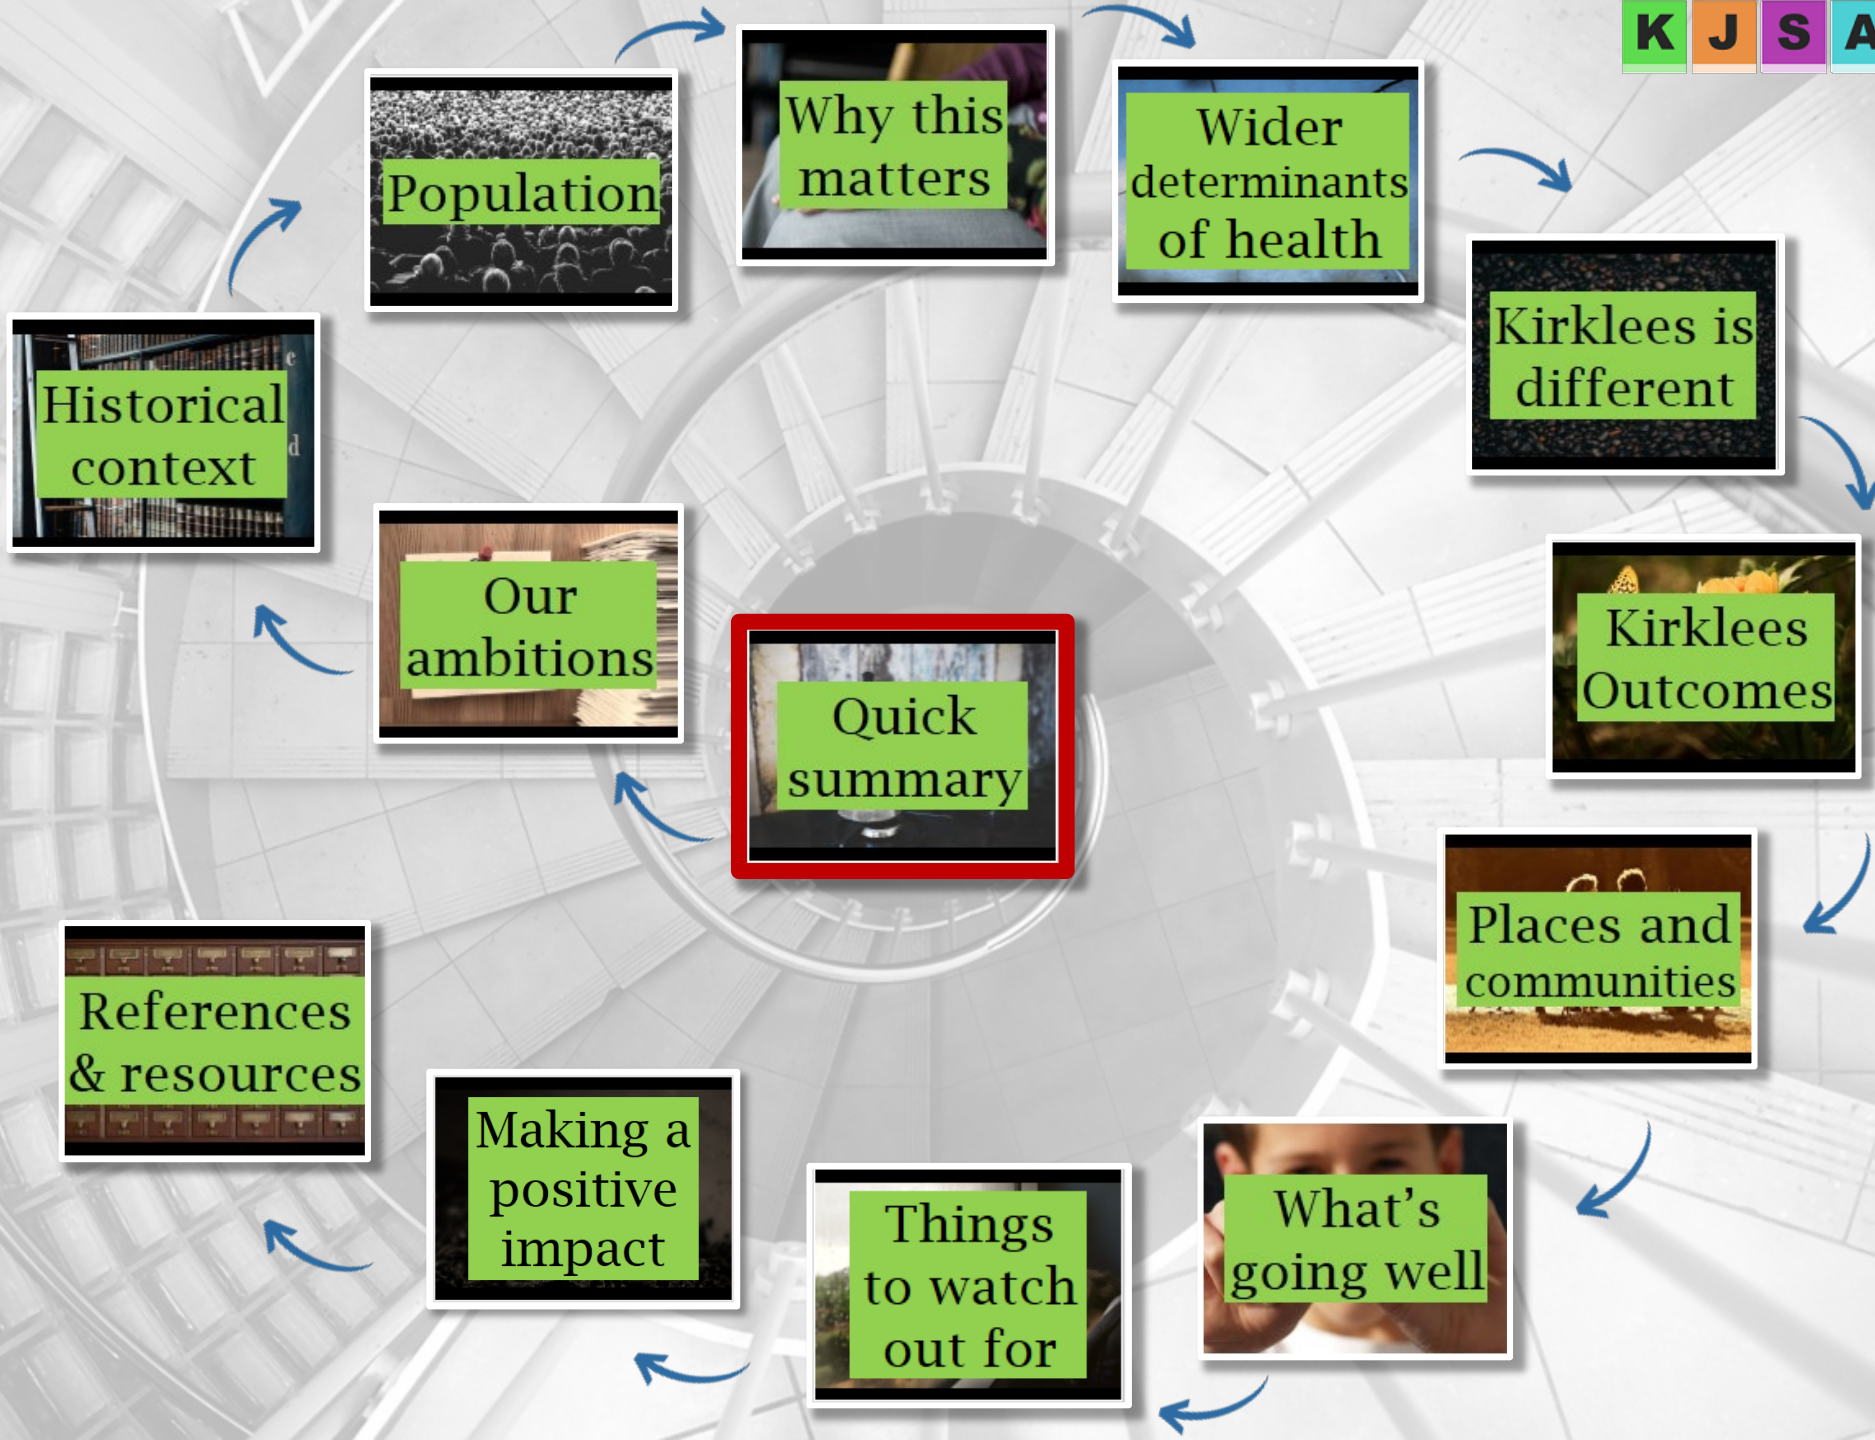 K J S A
Quick
summary
Our
ambitions
Historical
context
Population
Why this
matters
Wider
determinants
of health
Kirklees is
different
Kirklees
Outcomes
Places and
communities
What’s
going well
Things
to watch
out for
Making a
positive
impact
References
& resources
e
d